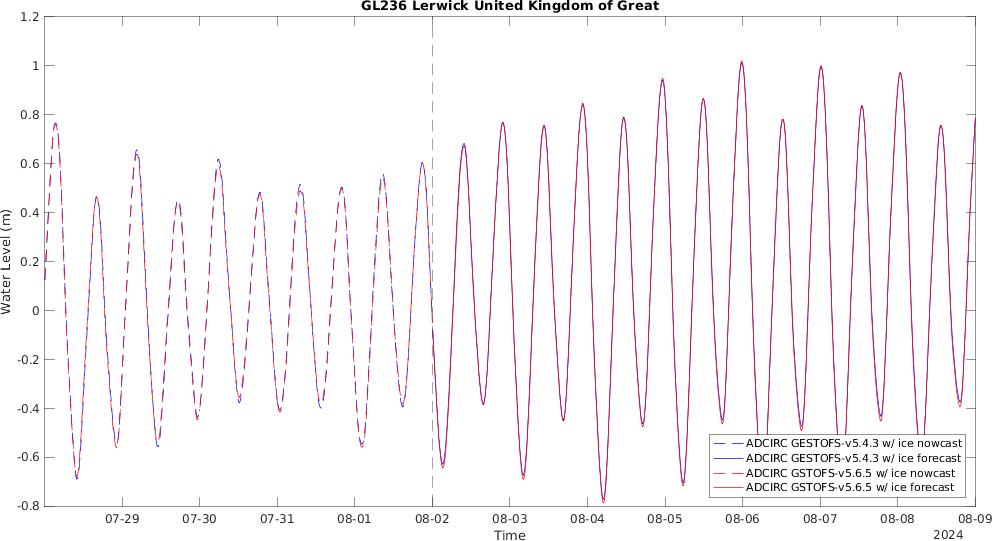 GL236 Lerwick United Kingdom of Great
1.2
1
0.8
0.6
0.4
0.2
0
-0.2
-0.4
-0.6
-0.8
Water Level (m)
ADCIRC GESTOFS-v5.4.3 w/ ice nowcast
ADCIRC GESTOFS-v5.4.3 w/ ice forecast
ADCIRC GSTOFS-v5.6.5 w/ ice nowcast
ADCIRC GSTOFS-v5.6.5 w/ ice forecast
07-29 07-30 07-31 08-01 08-02 08-03 08-04 08-05 08-06 08-07 08-08 08-09
Time
2024